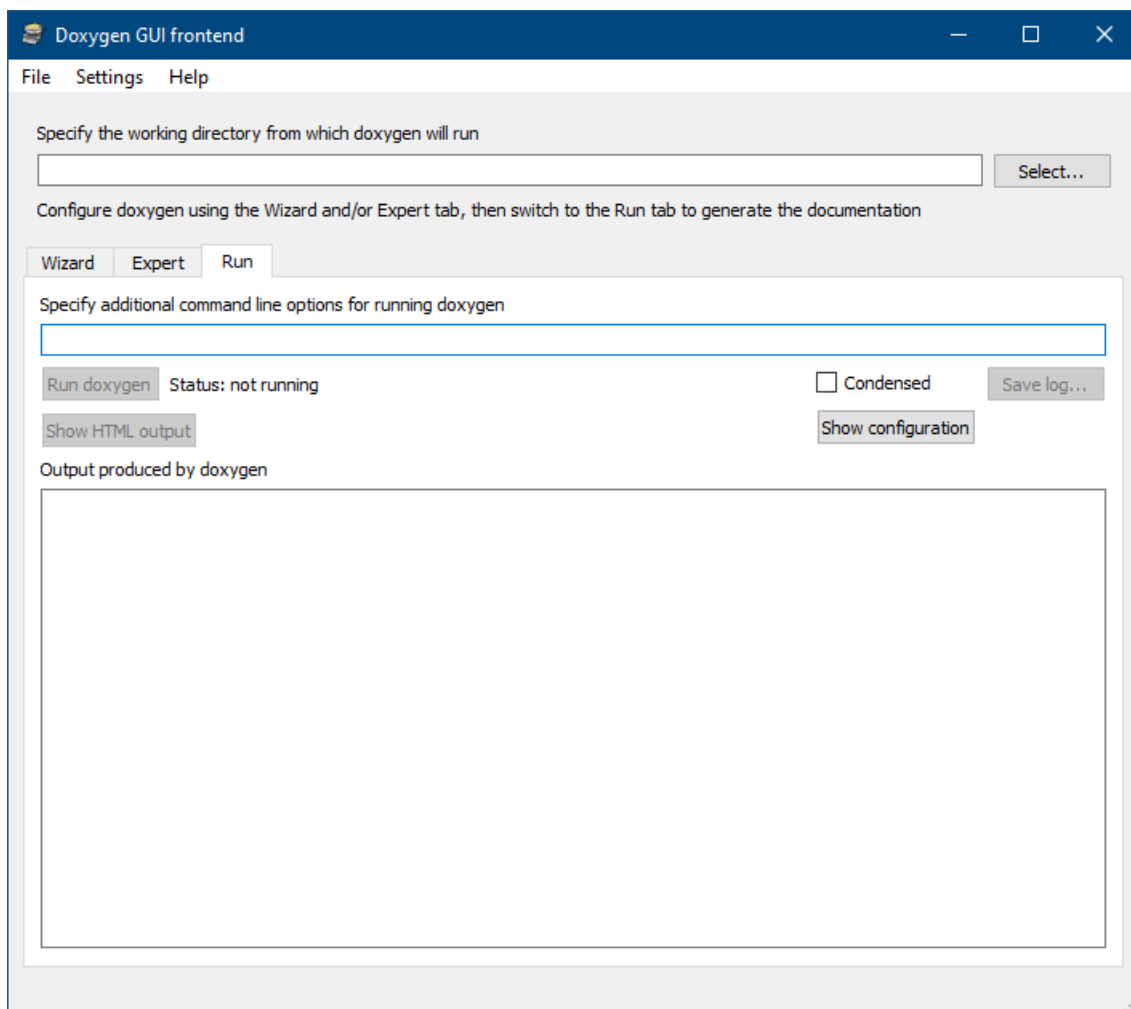 Doxygen GUI frontend
File Settings Help
Specify the working directory from which doxygen will run
Select...
Configure doxygen using the Wizard and/or Expert tab, then switch to the Run tab to generate the documentation
Wizard Expert Run
Specify additional command line options for running doxygen
Run doxygen Status: not running Condensed Save log...
Show HTML output Show configuration
Output produced by doxygen